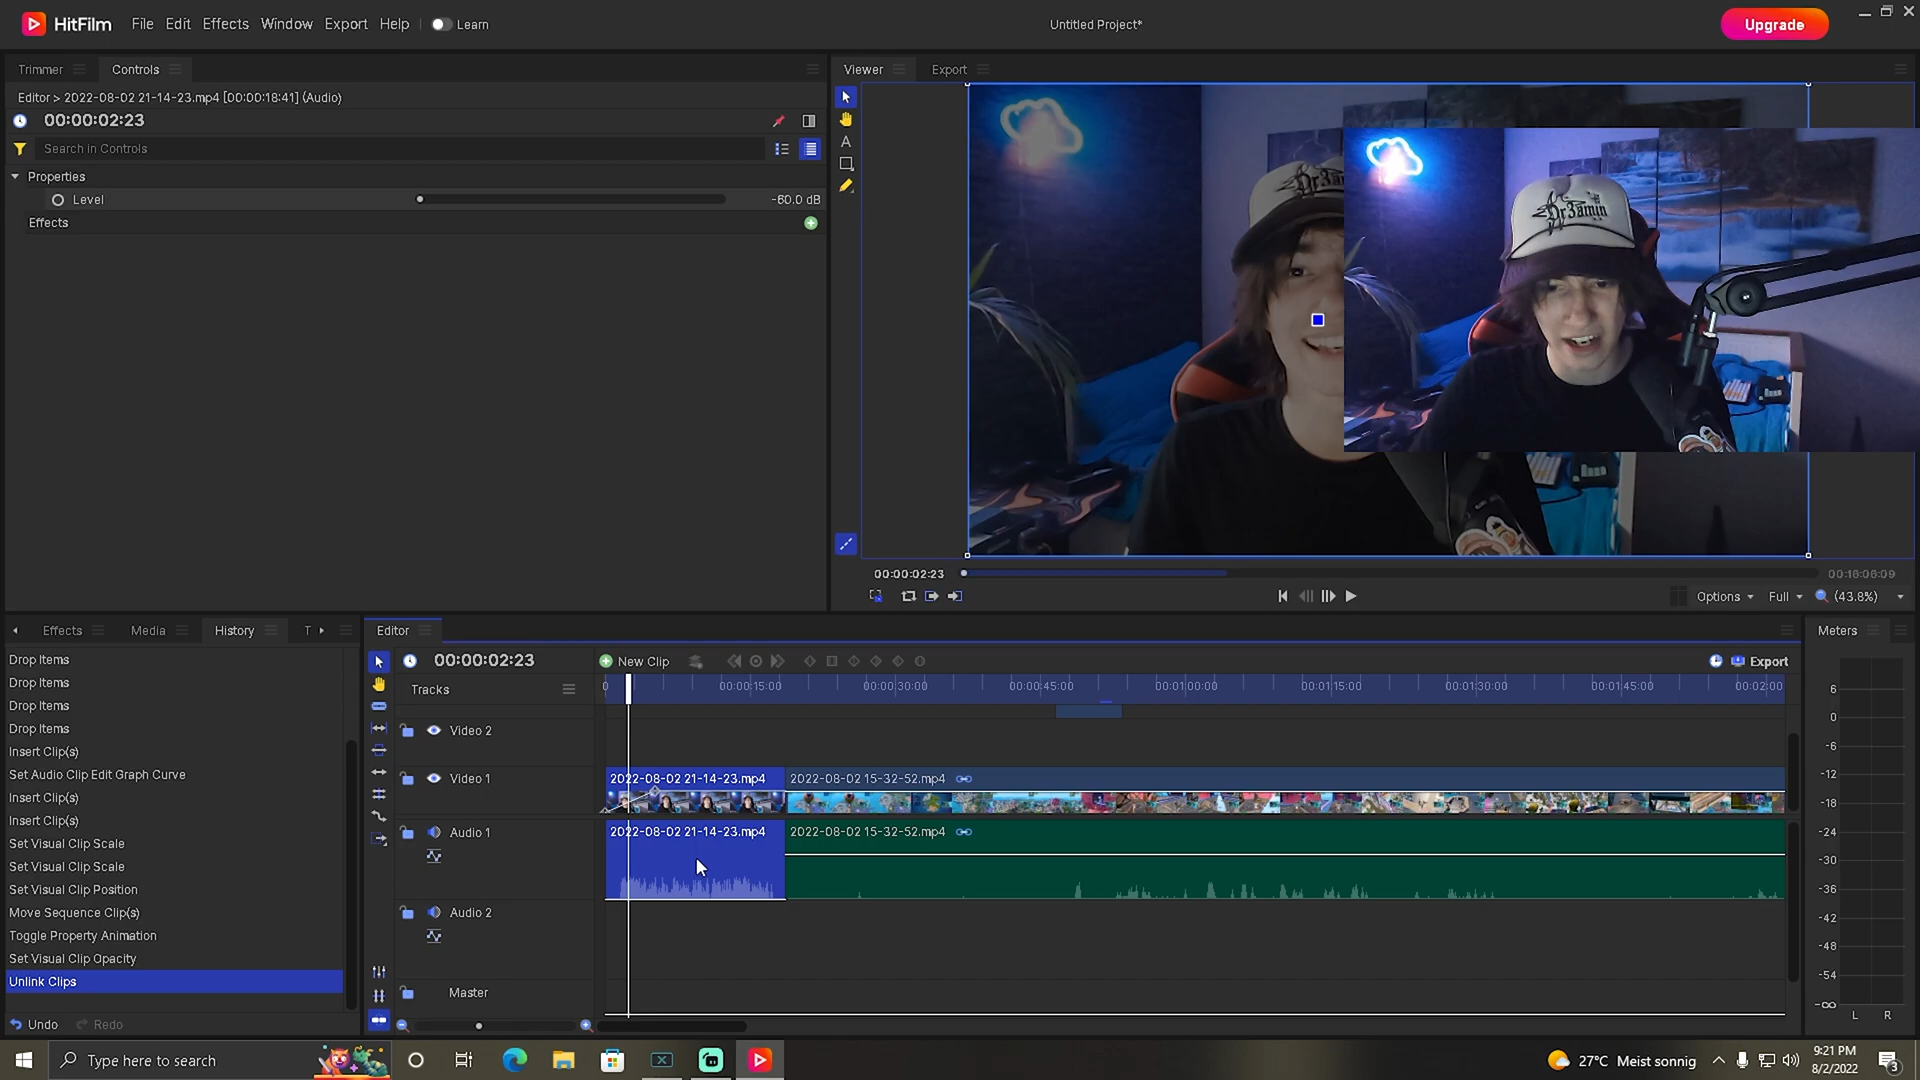 HitFilm File Edit Effects Window Export Help Learn
Untitled Project*
Upgrade
Trimmer Controls
Editor > 2022-08-02 21-14-23.mp4 [00:00:18:41] (Audio)
00:00:02:23
Search in Controls
Properties
Level -60.0 dB
Effects
Viewer Export
Dr3amin
00:00:02:23 00:16:06:09
Options Full (43.8%)
Effects Media History T
Drop Items
Drop Items
Drop Items
Drop Items
Insert Clip(s)
Set Audio Clip Edit Graph Curve
Insert Clip(s)
Insert Clip(s)
Set Visual Clip Scale
Set Visual Clip Scale
Set Visual Clip Position
Move Sequence Clip(s)
Toggle Property Animation
Set Visual Clip Opacity
Unlink Clips
Undo Redo
Editor
00:00:02:23 New Clip Export
Tracks
0 00:00:15:00 00:00:30:00 00:00:45:00 00:01:00:00 00:01:15:00 00:01:30:00 00:01:45:00 00:02:00
Video 2
Video 1 2022-08-02 21-14-23.mp4 2022-08-02 15-32-52.mp4
Audio 1 2022-08-02 21-14-23.mp4 2022-08-02 15-32-52.mp4
Audio 2
Master
Meters
6
0
-6
-12
-18
-24
-30
-36
-42
-48
-54
-∞
L R
Type here to search
27°C Meist sonnig
9:21 PM
8/2/2022
3